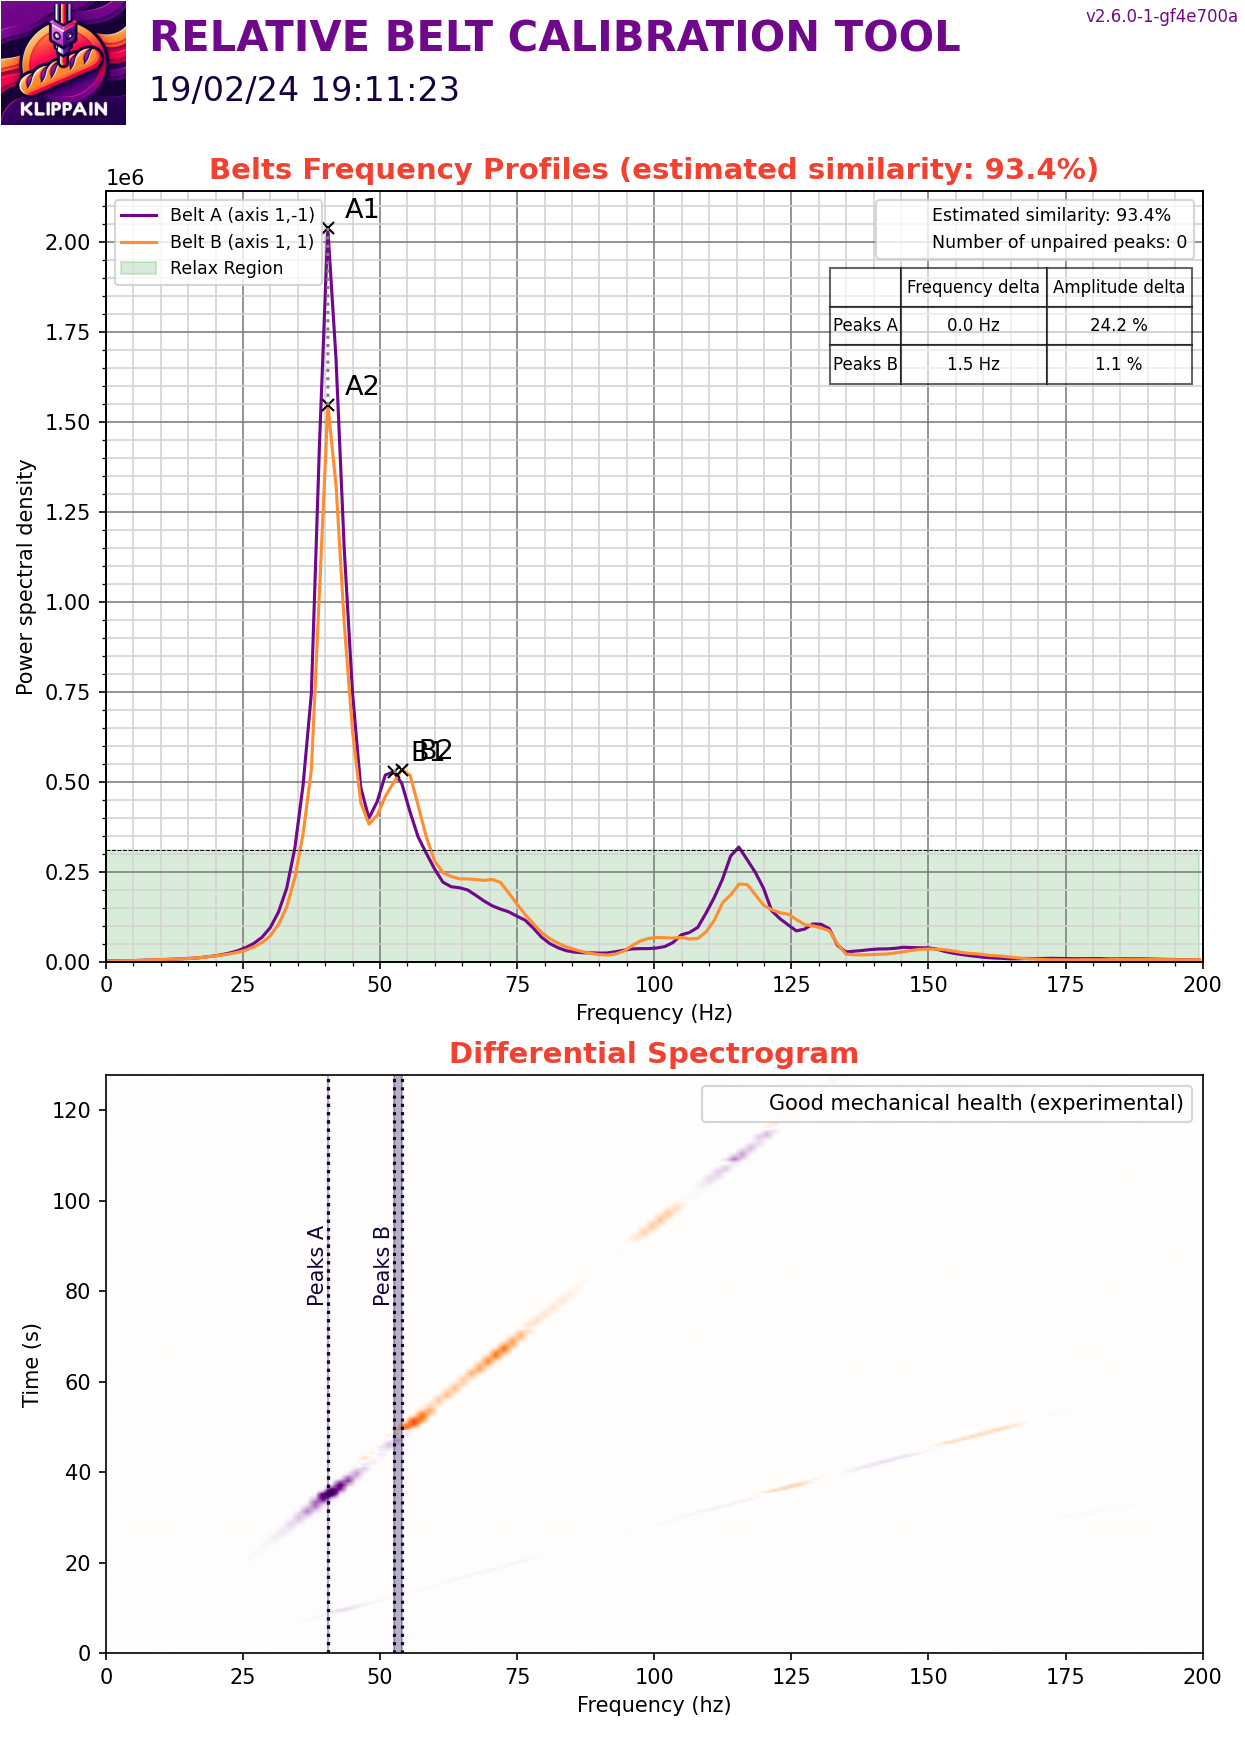 KLIPPAIN
RELATIVE BELT CALIBRATION TOOL
19/02/24 19:11:23
v2.6.0-1-gf4e700a
Belts Frequency Profiles (estimated similarity: 93.4%)
1e6
Belt A (axis 1,-1)
Belt B (axis 1, 1)
Relax Region
Estimated similarity: 93.4%
Number of unpaired peaks: 0
Frequency delta Amplitude delta
Peaks A 0.0 Hz 24.2 %
Peaks B 1.5 Hz 1.1 %
A1
A2
B1
B2
Power spectral density
2.00
1.75
1.50
1.25
1.00
0.75
0.50
0.25
0.00
0 25 50 75 100 125 150 175 200
Frequency (Hz)
Differential Spectrogram
Good mechanical health (experimental)
Peaks A
Peaks B
Time (s)
120
100
80
60
40
20
0
0 25 50 75 100 125 150 175 200
Frequency (hz)